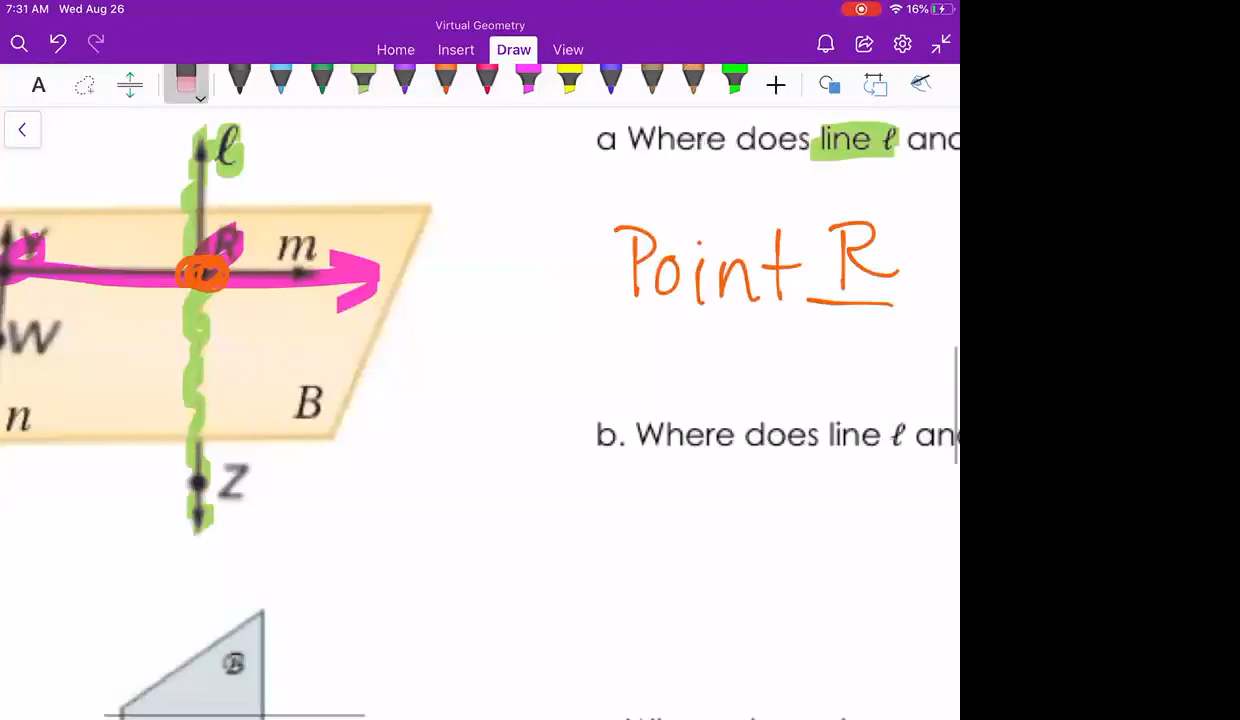 7:31 AM Wed Aug 26
16%
Virtual Geometry
Home Insert Draw View
A
ℓ
a Where does line ℓ and
V
R
m
Point R
W
B
n
b. Where does line ℓ an
Z
B